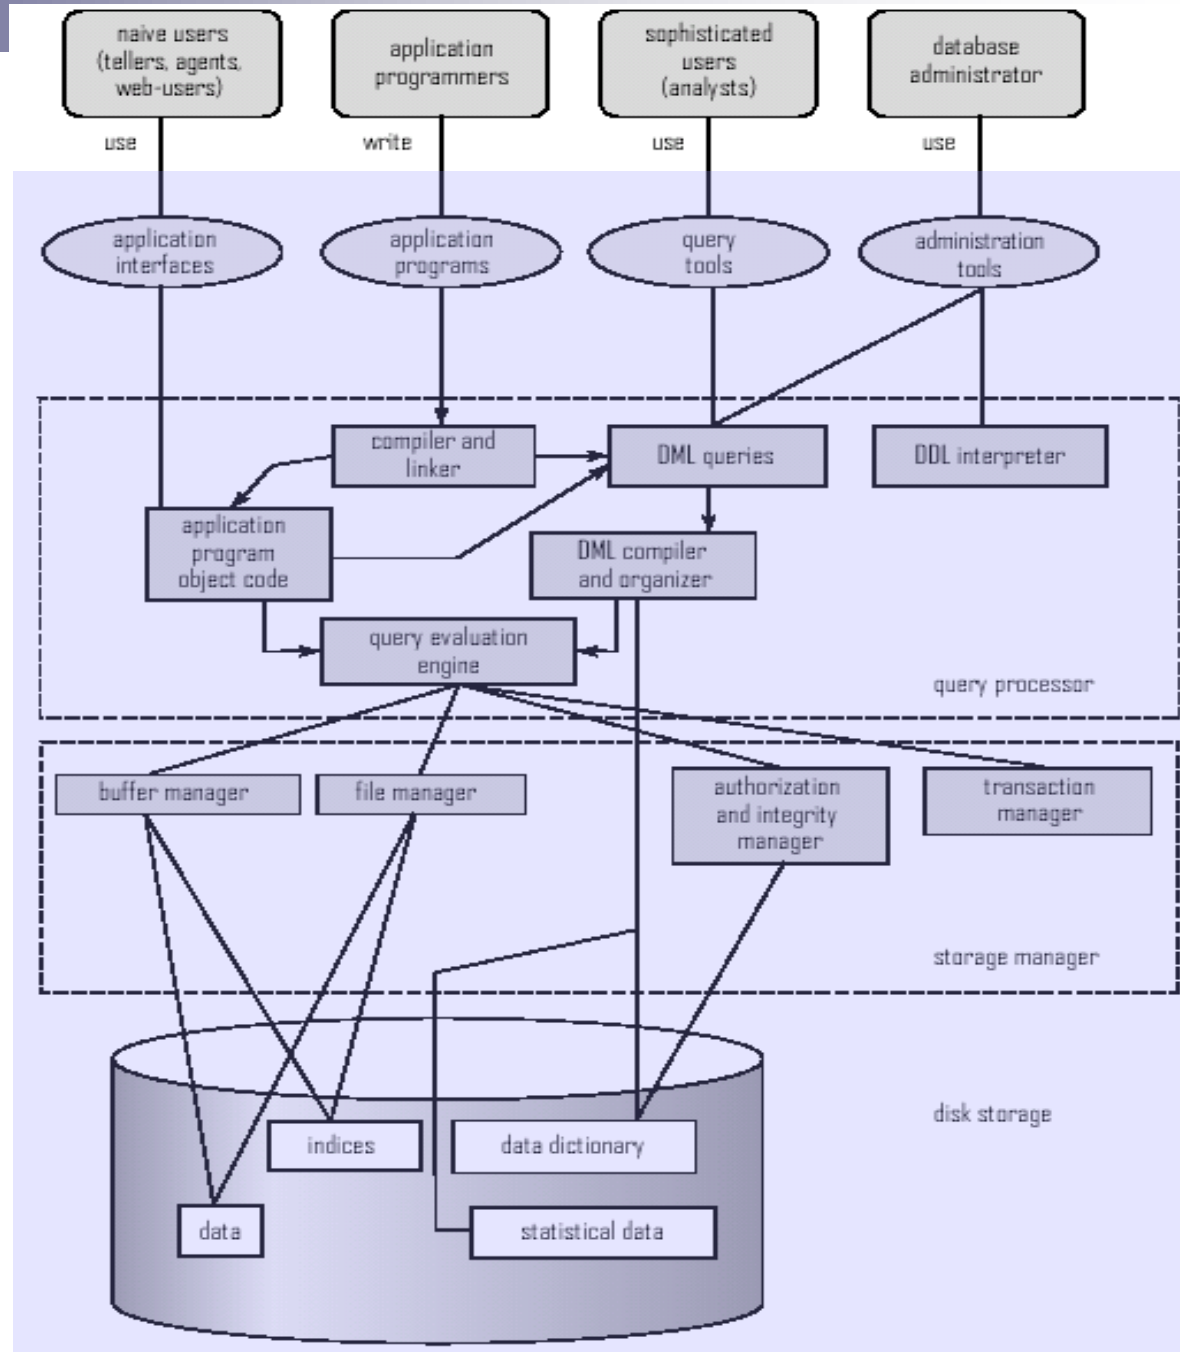 naive users
(tellers, agents,
web-users)
application
programmers
sophisticated
users
(analysts)
database
administrator
use
write
use
use
application
interfaces
application
programs
query
tools
administration
tools
compiler and
linker
DML queries
DDL interpreter
application
program
object code
DML compiler
and organizer
query evaluation
engine
query processor
buffer manager
file manager
authorization
and integrity
manager
transaction
manager
storage manager
disk storage
indices
data dictionary
data
statistical data